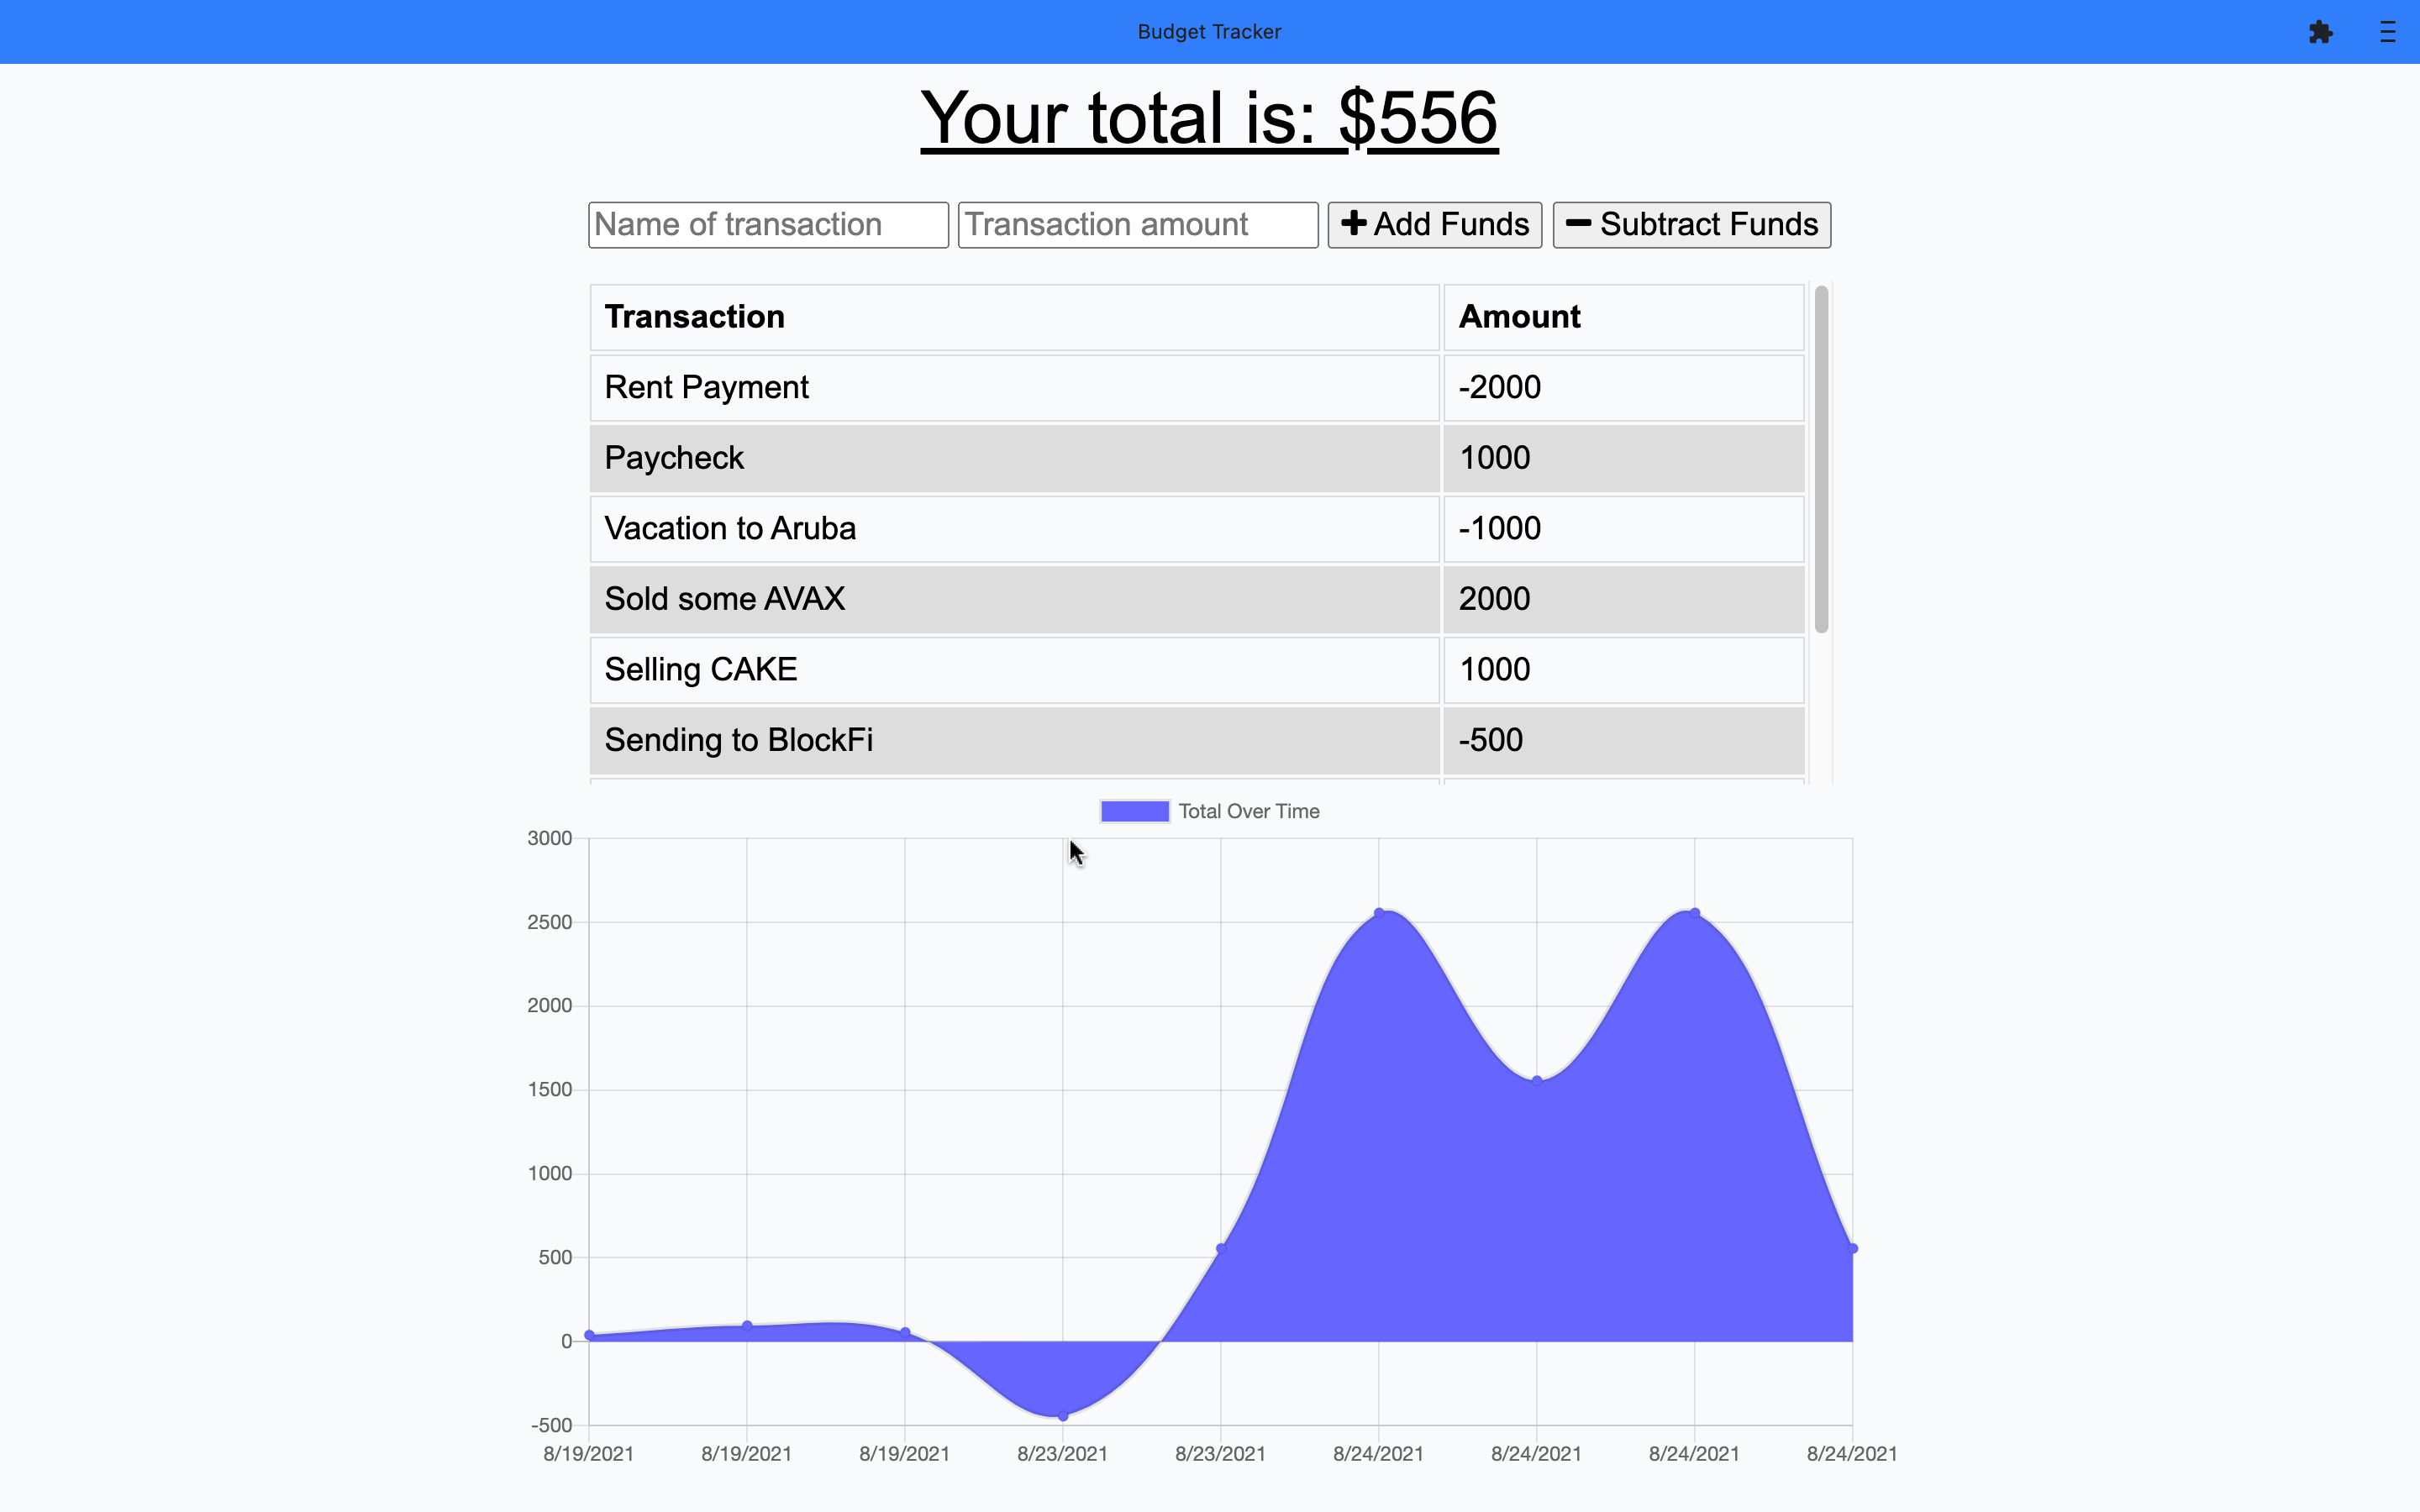 Budget Tracker
Your total is: $556
Name of transaction Transaction amount Add Funds Subtract Funds
Transaction Amount
Rent Payment -2000
Paycheck 1000
Vacation to Aruba -1000
Sold some AVAX 2000
Selling CAKE 1000
Sending to BlockFi -500
Total Over Time
3000
2500
2000
1500
1000
500
0
-500
8/19/2021 8/19/2021 8/19/2021 8/23/2021 8/23/2021 8/24/2021 8/24/2021 8/24/2021 8/24/2021